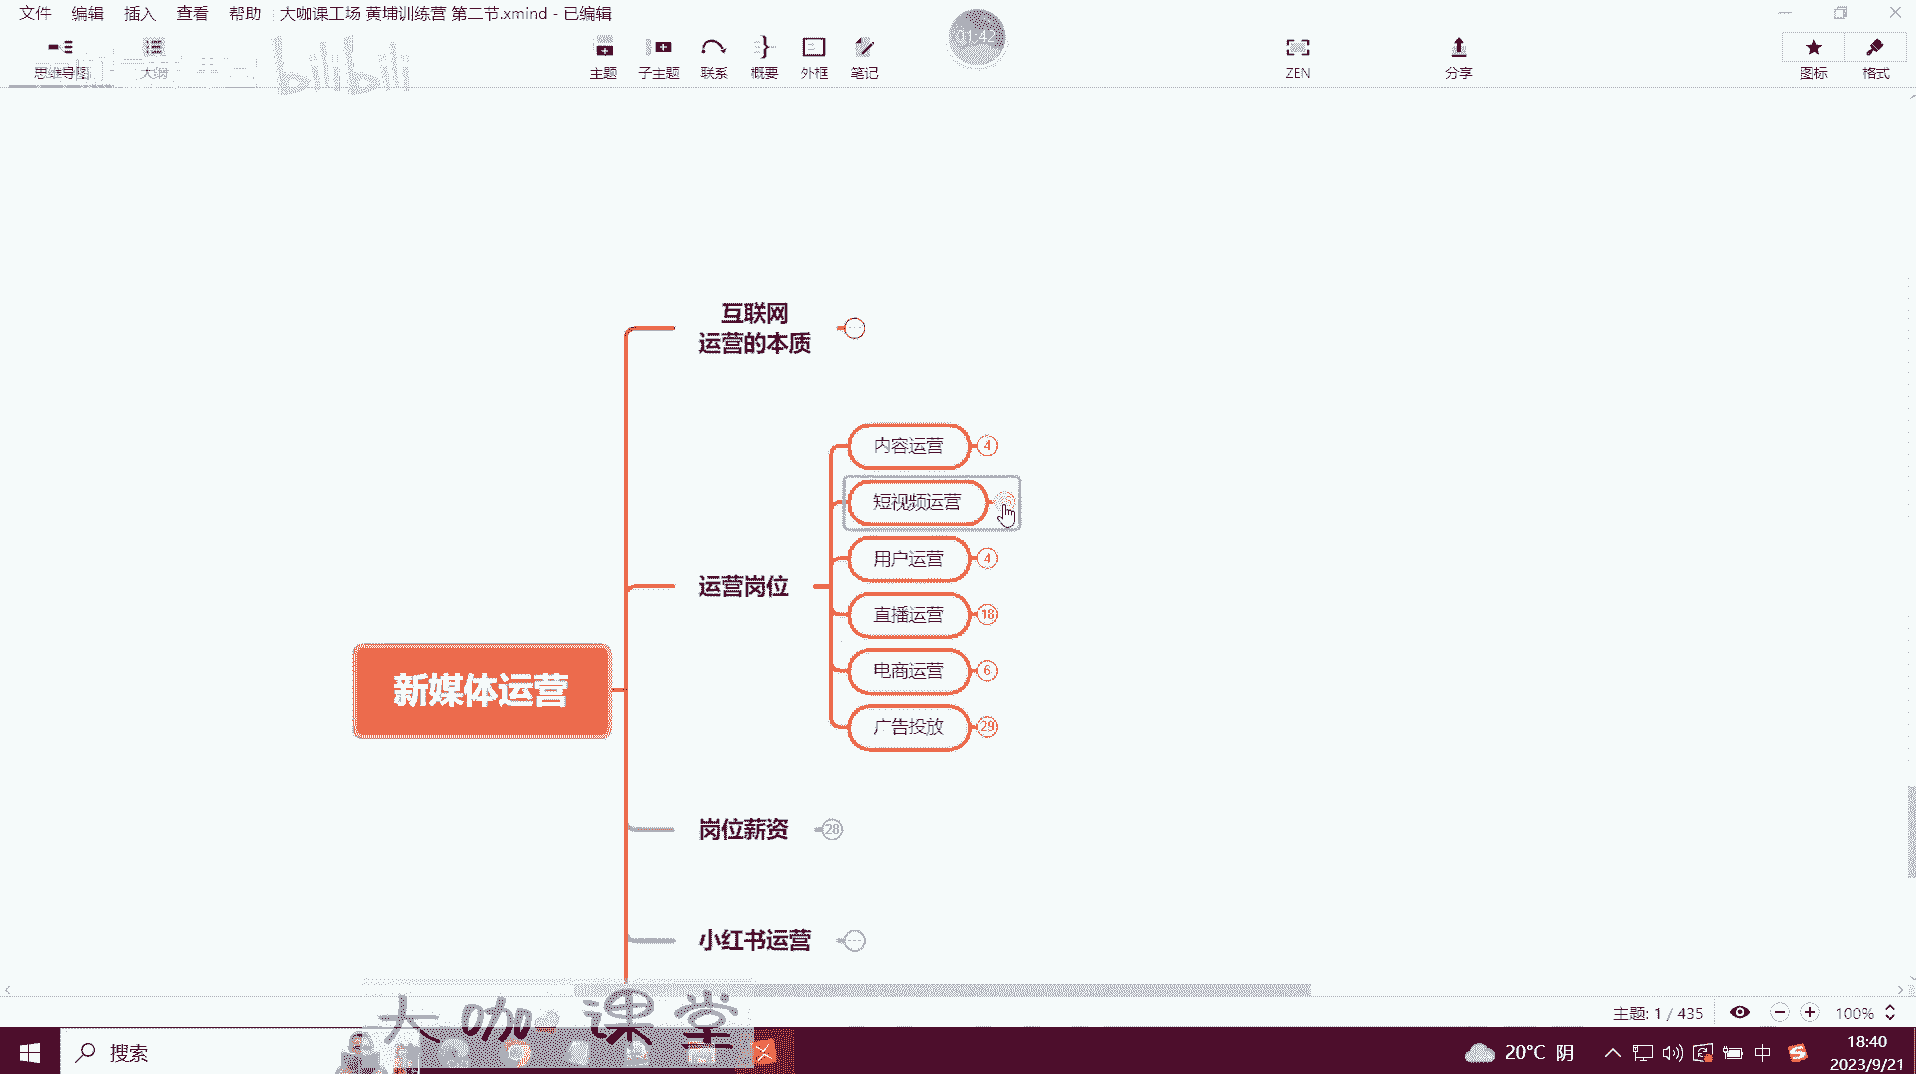 文件 编辑 插入 查看 帮助 大咖课工场 黄埔训练营 第二节.xmind - 已编辑
01:42
bilibili
思维导图 大纲 主题 子主题 联系 概要 外框 笔记 ZEN 分享 图标 格式
互联网
运营的本质
内容运营 4
短视频运营
用户运营 4
运营岗位
直播运营 18
电商运营 6
新媒体运营
广告投放 29
岗位薪资 28
小红书运营
主题: 1 / 435 100%
大咖课堂
搜索
20°C 阴 中 18:40
2023/9/21